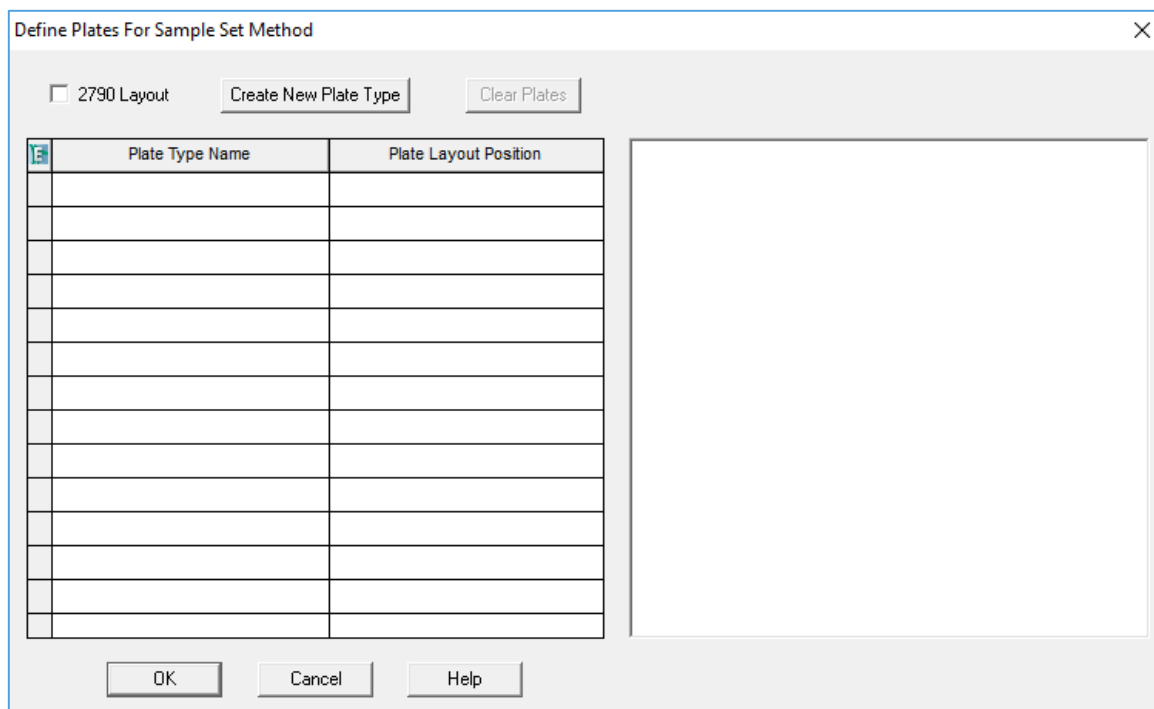 Define Plates For Sample Set Method
2790 Layout
Create New Plate Type
Clear Plates
Plate Type Name
Plate Layout Position
OK
Cancel
Help